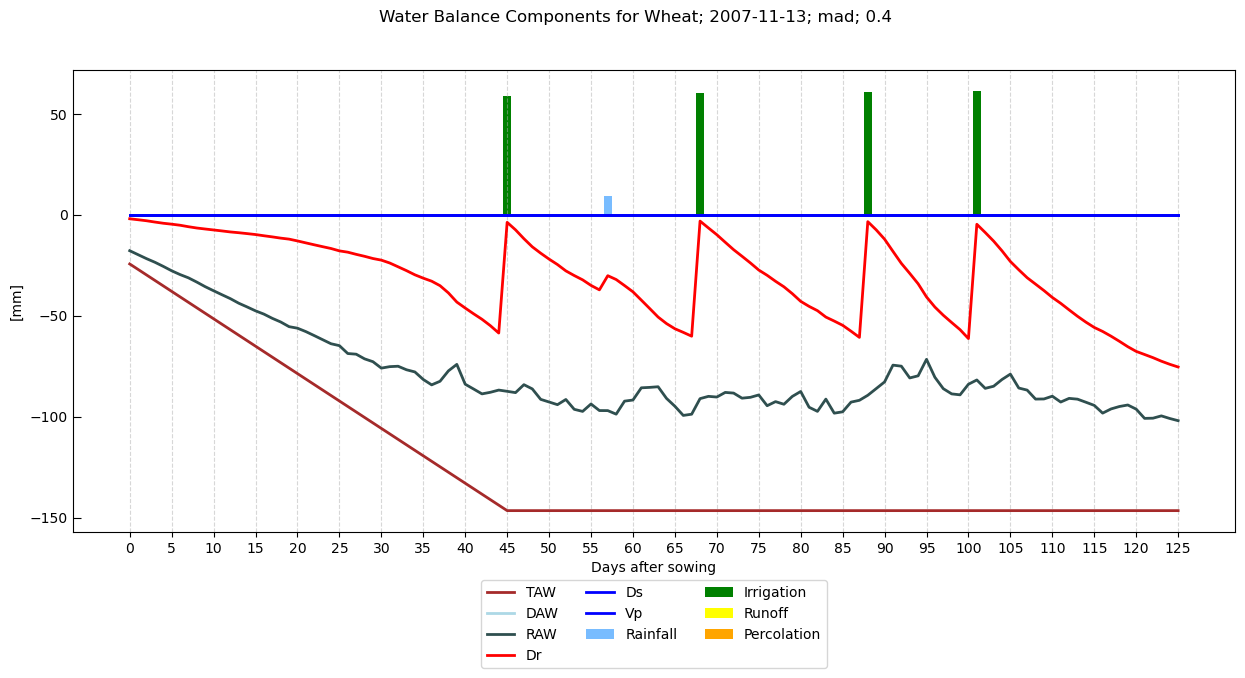 Water Balance Components for Wheat; 2007-11-13; mad; 0.4
[mm]
50
0
−50
−100
−150
0 5 10 15 20 25 30 35 40 45 50 55 60 65 70 75 80 85 90 95 100 105 110 115 120 125
Days after sowing
TAW Ds Irrigation
DAW Vp Runoff
RAW Rainfall Percolation
Dr